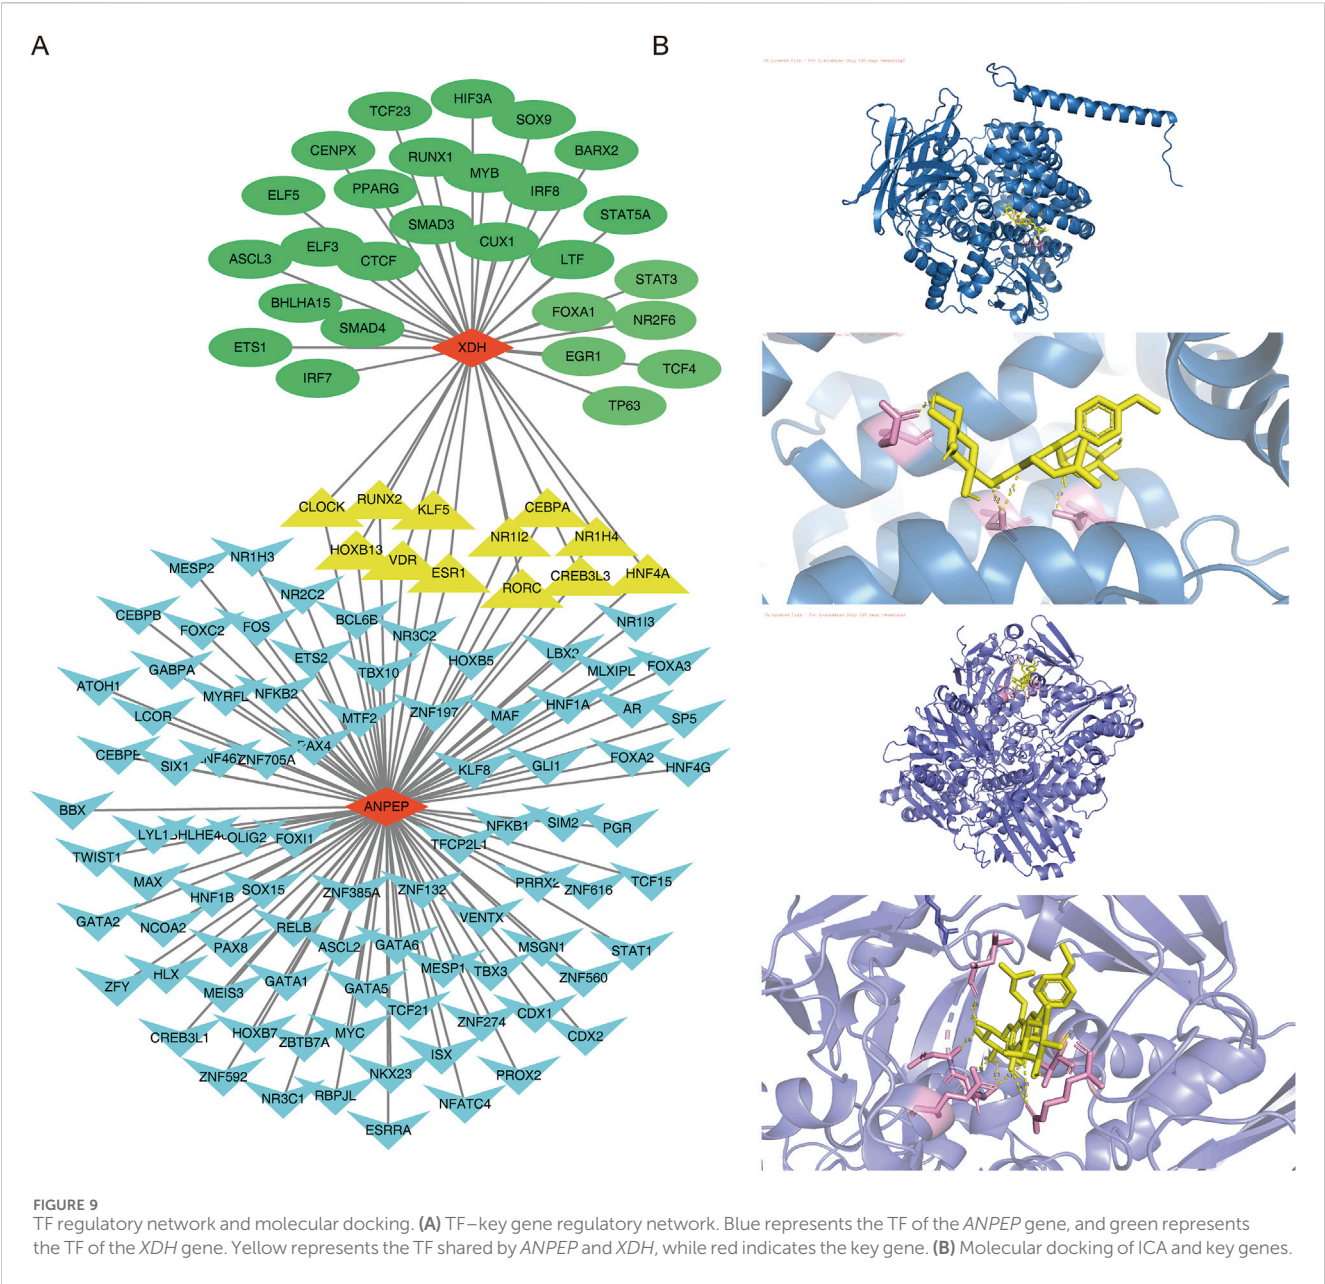 A
B
HIF3A
TCF23
SOX9
CENPX
RUNX1
BARX2
MYB
PPARG
IRF8
ELF5
STAT5A
SMAD3
CUX1
ELF3
ASCL3
CTCF
LTF
STAT3
BHLHA15
FOXA1
NR2F6
SMAD4
ETS1
XDH
EGR1
TCF4
IRF7
TP63
CLOCK
RUNX2
KLF5
CEBPA
NR1I2
NR1H4
HOXB13
VDR
ESR1
RORC
CREB3L3
HNF4A
MESP2
NR1H3
NR2C2
CEBPB
FOXC2
FOS
BCL6B
NR3C2
NR1I3
ETS2
TBX10
HOXB5
LBX2
MLXIPL
FOXA3
GABPA
ATOH1
MYRFL
NFKB2
LCOR
MTF2
ZNF197
MAF
HNF1A
AR
SP5
CEBPE
SIX1
ZNF705A
PAX4
KLF8
GLI1
FOXA2
HNF4G
BBX
ANPEP
LYL1
OLIG2
FOXI1
TFCP2L1
NFKB1
SIM2
PGR
TWIST1
MAX
HNF1B
SOX15
ZNF385A
ZNF132
PRRX2
ZNF616
TCF15
GATA2
NCOA2
RELB
VENTX
PAX8
ASCL2
GATA6
MSGN1
STAT1
ZFY
HLX
MEIS3
GATA1
GATA5
MESP1
TBX3
ZNF560
TCF21
ZNF274
CDX1
CDX2
CREB3L1
HOXB7
ZBTB7A
MYC
ISX
ZNF592
NKX23
PROX2
NR3C1
RBPJL
NFATC4
ESRRA
FIGURE 9
TF regulatory network and molecular docking. (A) TF–key gene regulatory network. Blue represents the TF of the ANPEP gene, and green represents
the TF of the XDH gene. Yellow represents the TF shared by ANPEP and XDH, while red indicates the key gene. (B) Molecular docking of ICA and key genes.